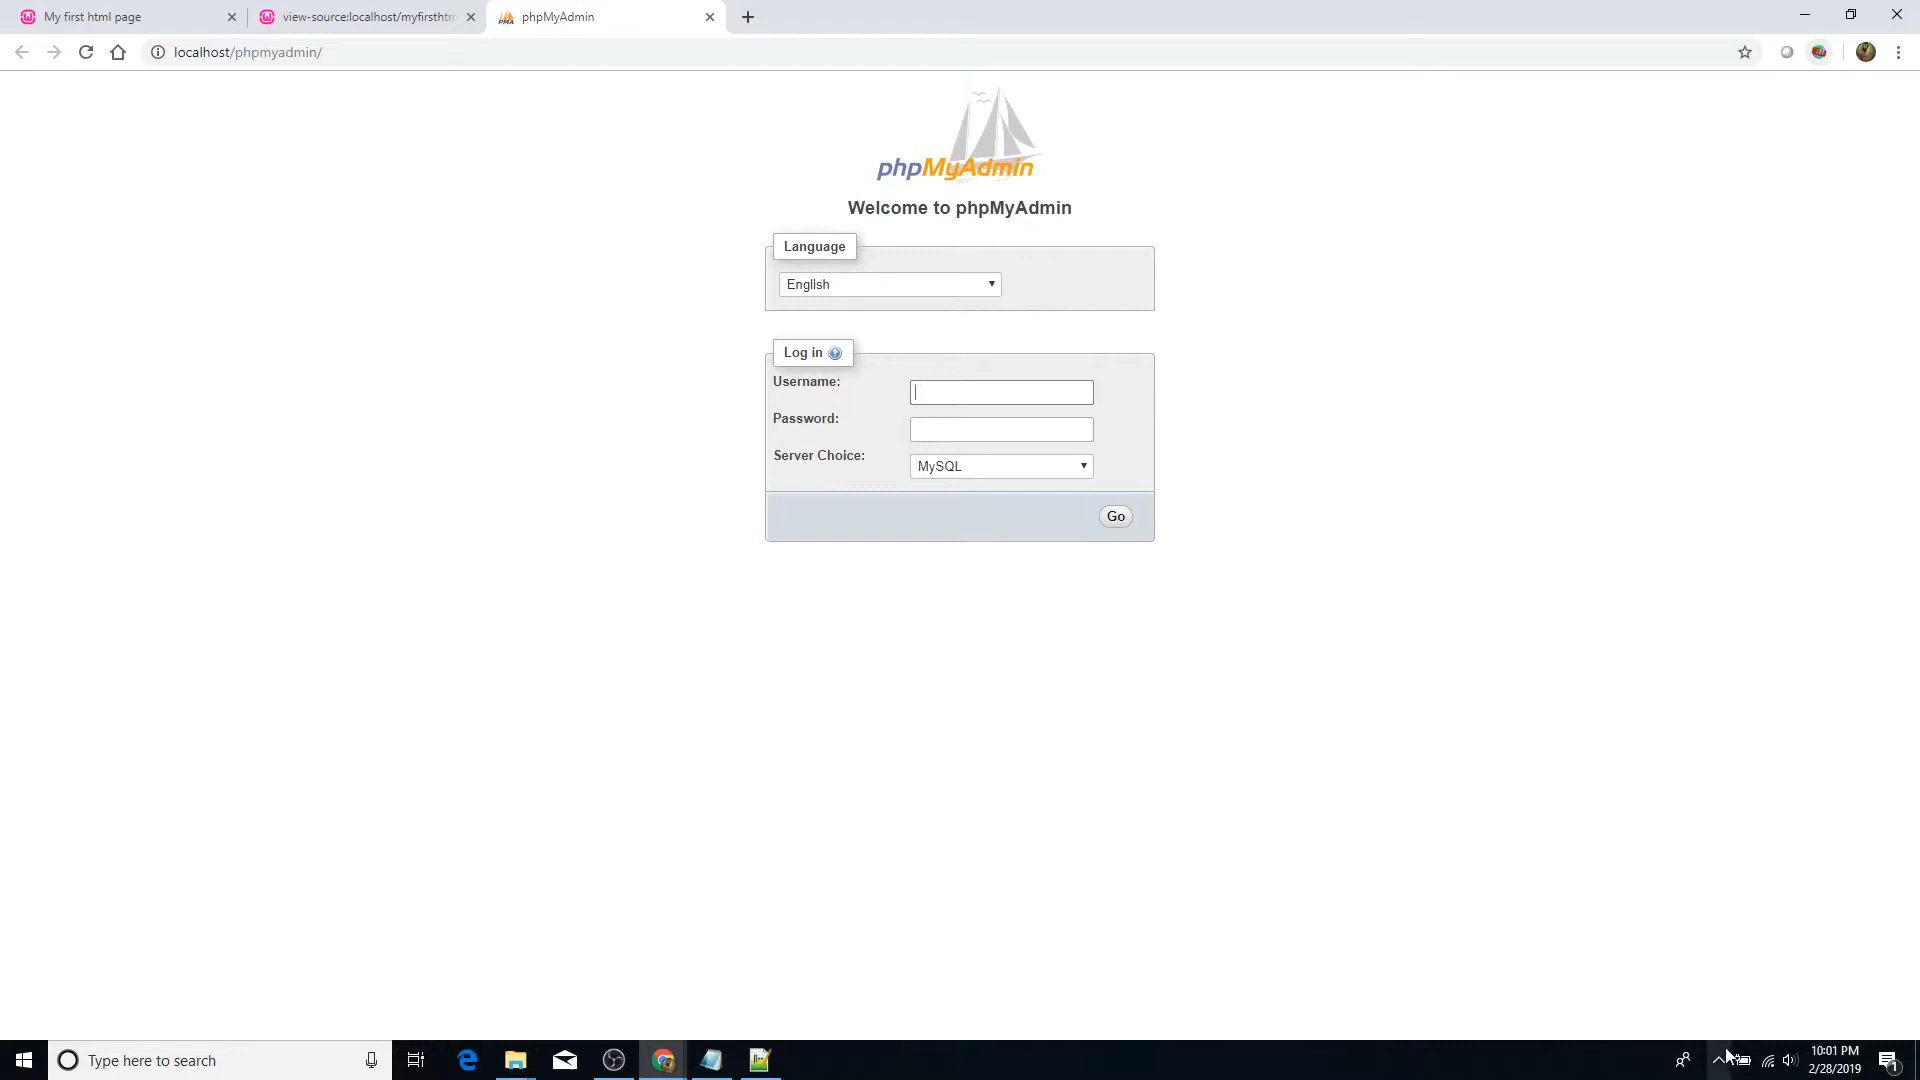 My first html page
view-source:localhost/myfirsthtm
phpMyAdmin
localhost/phpmyadmin/
phpMyAdmin
Welcome to phpMyAdmin
Language
English
Log in
Username:
Password:
Server Choice:
MySQL
Go
Type here to search
10:01 PM
2/28/2019
1